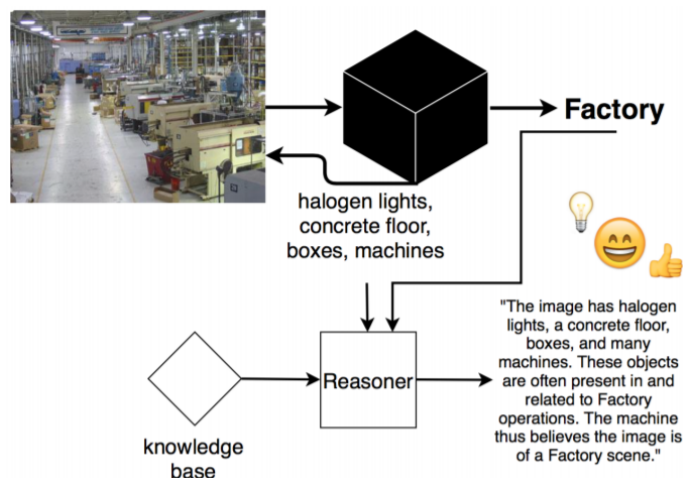 Factory
halogen lights,
concrete floor,
boxes, machines
"The image has halogen
lights, a concrete floor,
boxes, and many
machines. These objects
are often present in and
related to Factory
operations. The machine
thus believes the image is
of a Factory scene."
Reasoner
knowledge
base